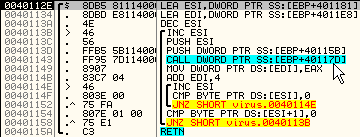 0040112E . 8DB5 81114000 LEA ESI,DWORD PTR SS:[EBP+401181]
00401134 . 8DBD 59114000 LEA EDI,DWORD PTR SS:[EBP+401159]
0040113A . 4E DEC ESI
0040113B > 46 INC ESI
0040113C . 56 PUSH ESI
0040113D . FFB5 5B114000 PUSH DWORD PTR SS:[EBP+40115B]
00401143 . FF95 7D114000 CALL DWORD PTR SS:[EBP+40117D]
00401149 . 8907 MOV DWORD PTR DS:[EDI],EAX
0040114B . 83C7 04 ADD EDI,4
0040114E > 46 INC ESI
0040114F . 803E 00 CMP BYTE PTR DS:[ESI],0
00401152 .^ 75 FA JNZ SHORT virus.0040114E
00401154 . 807E 01 00 CMP BYTE PTR DS:[ESI+1],0
00401158 .^ 75 E1 JNZ SHORT virus.0040113B
0040115A . C3 RETN